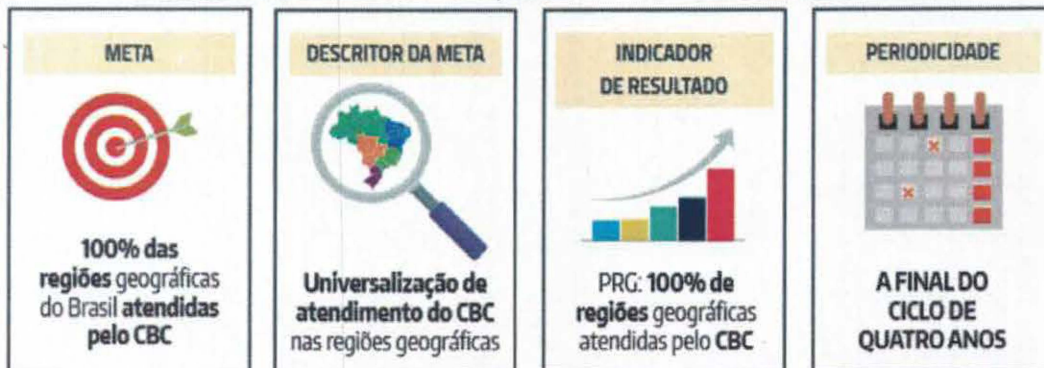 META
100% das
regiões geográficas
do Brasil atendidas
pelo CBC
DESCRITOR DA META
Universalização de
atendimento do CBC
nas regiões geográficas
INDICADOR
DE RESULTADO
PRG: 100% de
regiões geográficas
atendidas pelo CBC
PERIODICIDADE
A FINAL DO
CICLO DE
QUATRO ANOS